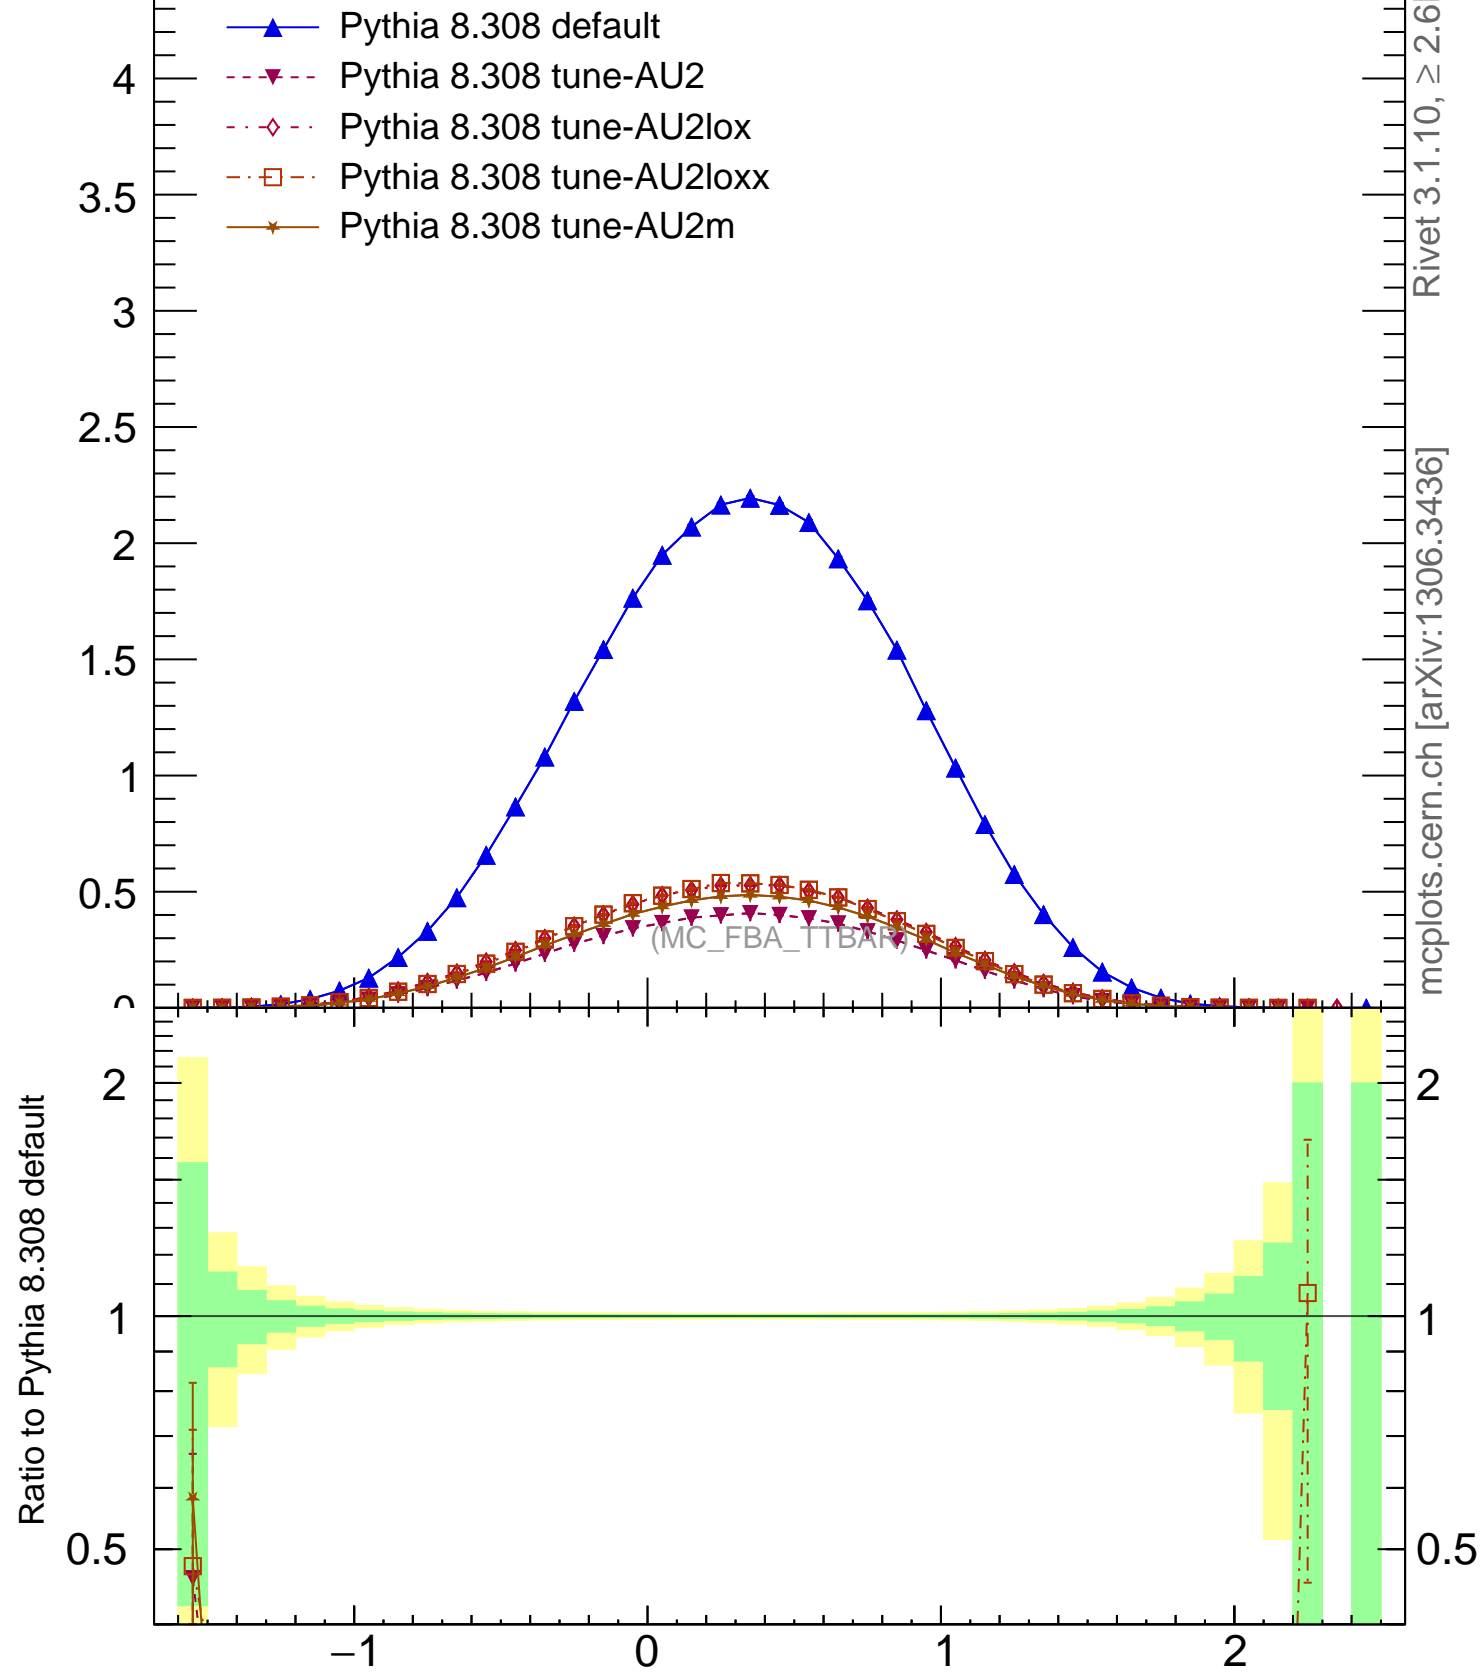 Pythia 8.308 default
Pythia 8.308 tune-AU2
Pythia 8.308 tune-AU2lox
Pythia 8.308 tune-AU2loxx
Pythia 8.308 tune-AU2m
4
3.5
3
2.5
2
1.5
1
0.5
0
(MC_FBA_TTBAR)
Rivet 3.1.10, ≥ 2.6
mcplots.cern.ch [arXiv:1306.3436]
Ratio to Pythia 8.308 default
2
1
0.5
2
1
0.5
−1
0
1
2